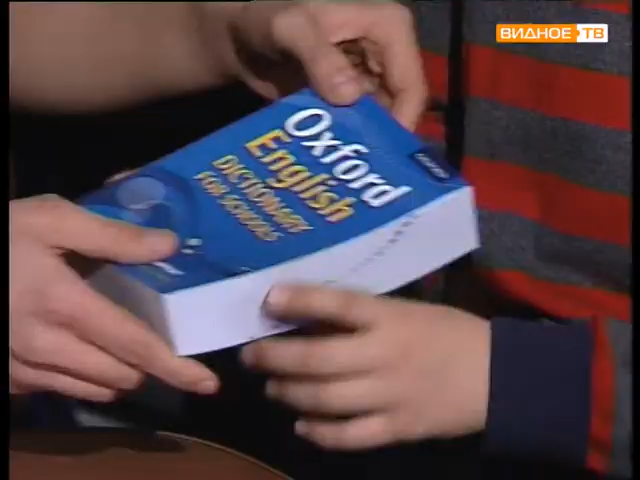 ВИДНОЕ ТВ
Oxford
English
DICTIONARY
FOR SCHOOLS